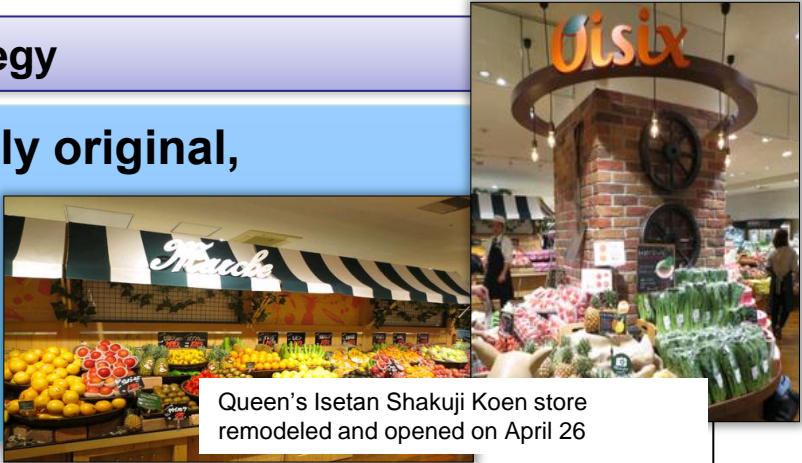 egy
ly original,
Oisix
Marche
Queen's Isetan Shakuji Koen store
remodeled and opened on April 26